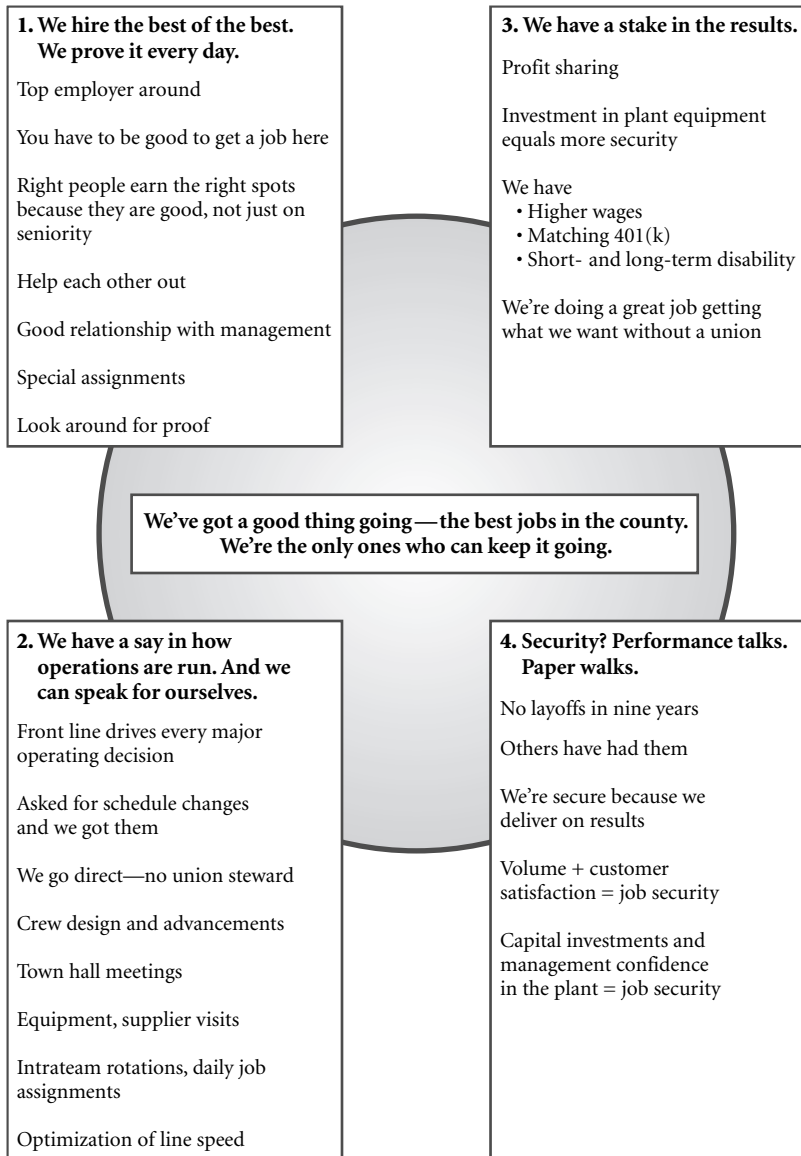 1. We hire the best of the best.
We prove it every day.
Top employer around
You have to be good to get a job here
Right people earn the right spots
because they are good, not just on
seniority
Help each other out
Good relationship with management
Special assignments
Look around for proof
3. We have a stake in the results.
Profit sharing
Investment in plant equipment
equals more security
We have
• Higher wages
• Matching 401(k)
• Short- and long-term disability
We're doing a great job getting
what we want without a union
We've got a good thing going—the best jobs in the county.
We're the only ones who can keep it going.
2. We have a say in how
operations are run. And we
can speak for ourselves.
Front line drives every major
operating decision
Asked for schedule changes
and we got them
We go direct—no union steward
Crew design and advancements
Town hall meetings
Equipment, supplier visits
Intrateam rotations, daily job
assignments
Optimization of line speed
4. Security? Performance talks.
Paper walks.
No layoffs in nine years
Others have had them
We're secure because we
deliver on results
Volume + customer
satisfaction = job security
Capital investments and
management confidence
in the plant = job security